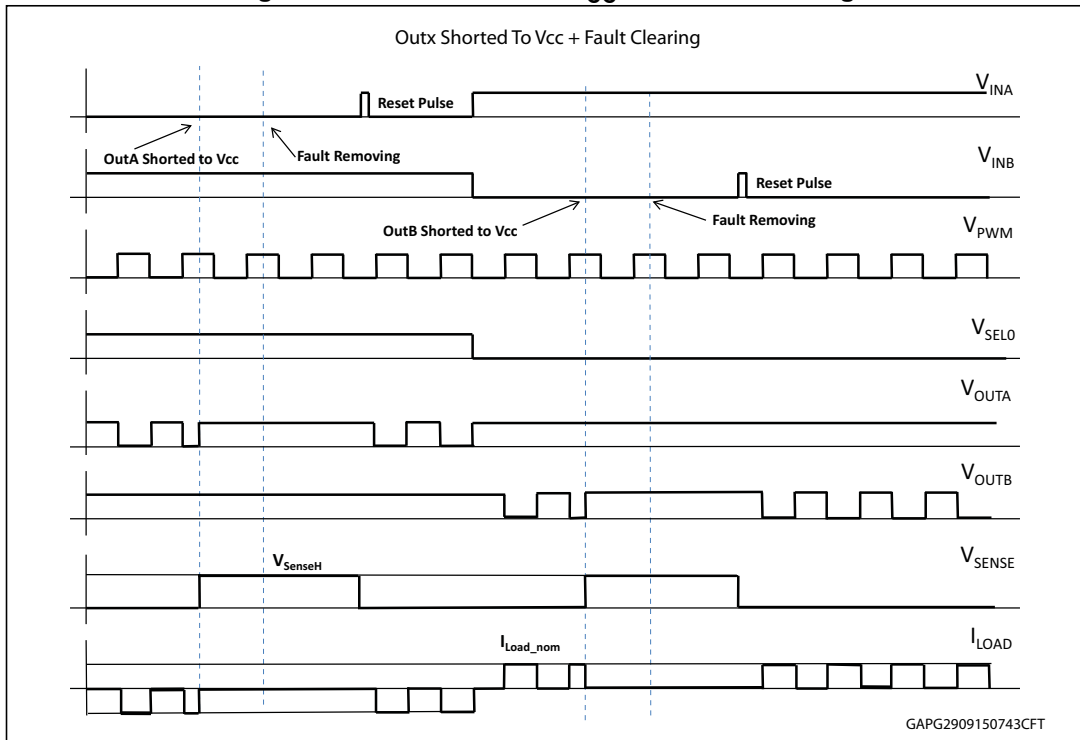 Outx Shorted To Vcc + Fault Clearing
VINA
Reset Pulse
OutA Shorted to Vcc
Fault Removing
VINB
Reset Pulse
OutB Shorted to Vcc
Fault Removing
VPWM
VSEL0
VOUTA
VOUTB
VSenseH
VSENSE
ILoad_nom
ILOAD
GAPG2909150743CFT